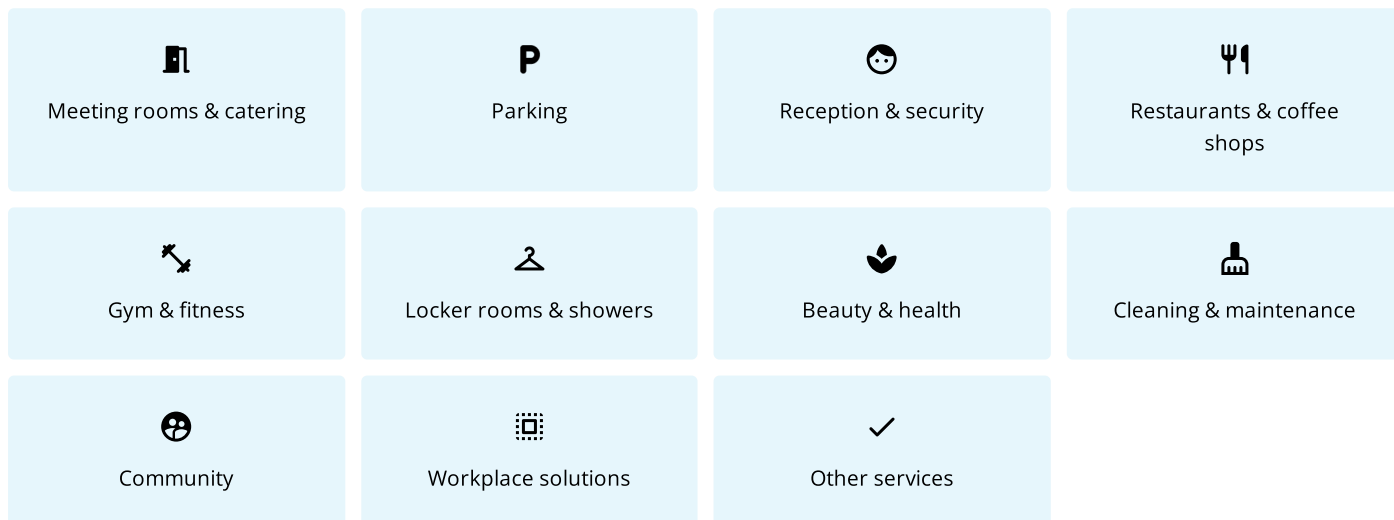 Meeting rooms & catering
Parking
Reception & security
Restaurants & coffee
shops
Gym & fitness
Locker rooms & showers
Beauty & health
Cleaning & maintenance
Community
Workplace solutions
Other services